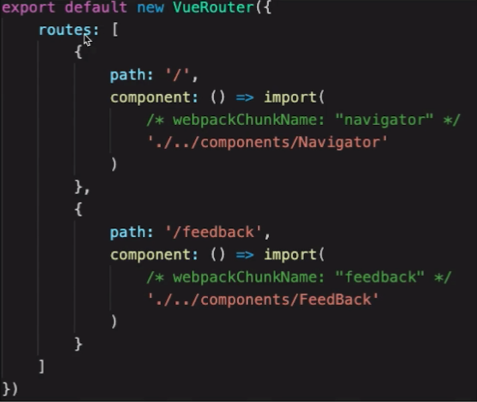 export default new VueRouter({
routes: [
{
path: '/',
component: () => import(
/* webpackChunkName: "navigator" */
'./../components/Navigator'
)
},
{
path: '/feedback',
component: () => import(
/* webpackChunkName: "feedback" */
'./../components/FeedBack'
)
}
]
})